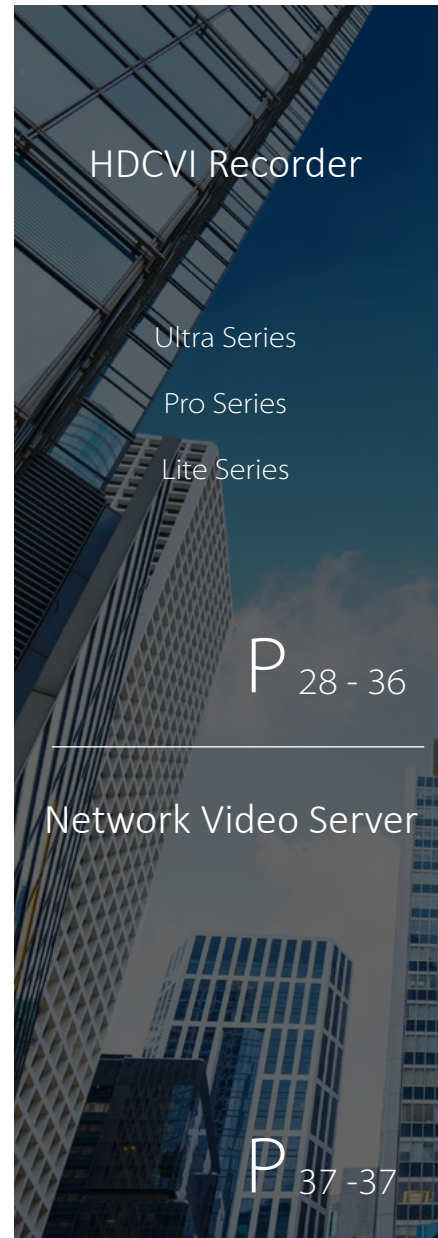 HDCVI Recorder
Ultra Series
Pro Series
Lite Series
P 28 - 36
Network Video Server
P 37 -37